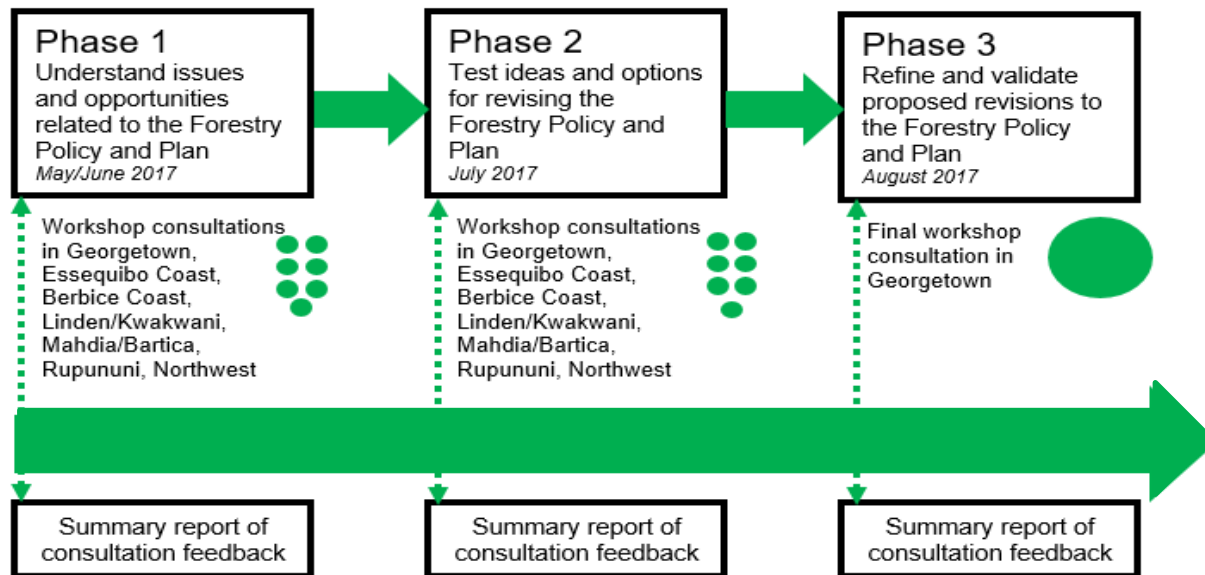 Phase 1
Understand issues
and opportunities
related to the Forestry
Policy and Plan
May/June 2017
Phase 2
Test ideas and options
for revising the
Forestry Policy and
Plan
July 2017
Phase 3
Refine and validate
proposed revisions to
the Forestry Policy
and Plan
August 2017
Workshop consultations
in Georgetown,
Essequibo Coast,
Berbice Coast,
Linden/Kwakwani,
Mahdia/Bartica,
Rupununi, Northwest
Workshop consultations
in Georgetown,
Essequibo Coast,
Berbice Coast,
Linden/Kwakwani,
Mahdia/Bartica,
Rupununi, Northwest
Final workshop
consultation in
Georgetown
Summary report of
consultation feedback
Summary report of
consultation feedback
Summary report of
consultation feedback